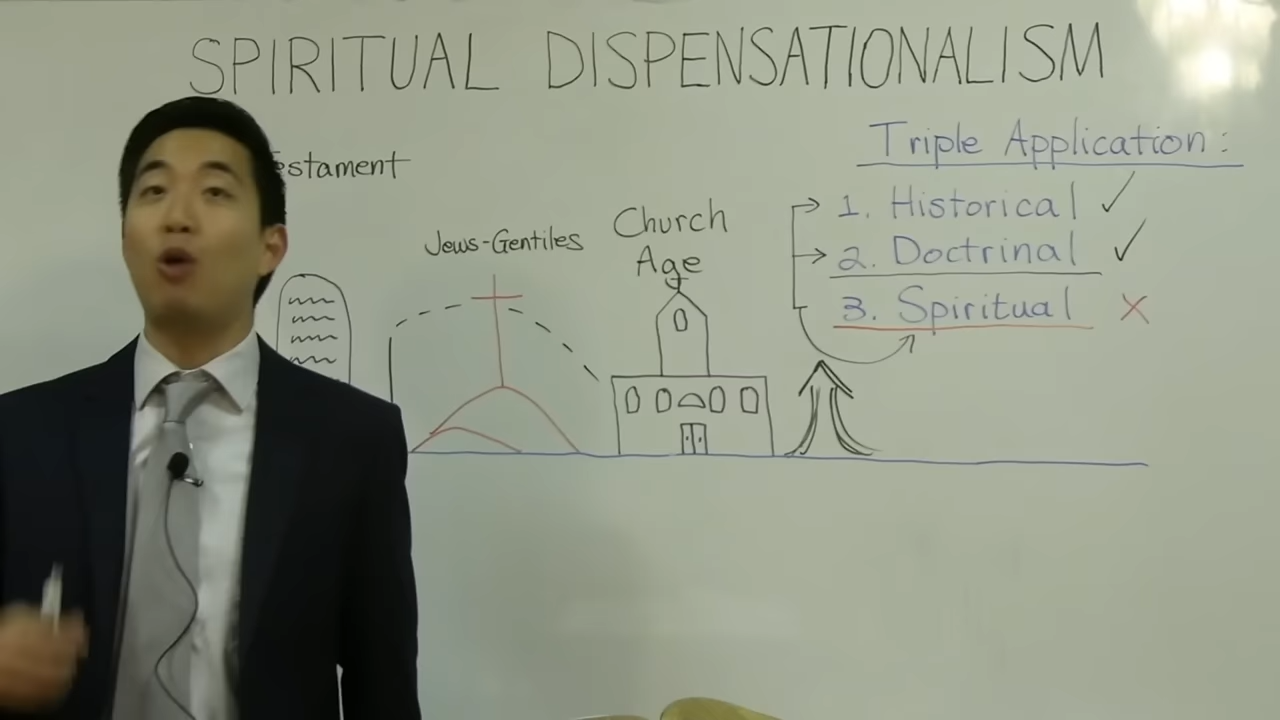 SPIRITUAL DISPENSATIONALISM
estament
Jews-Gentiles
Church
Age
Triple Application:
1. Historical ✓
2. Doctrinal ✓
3. Spiritual X